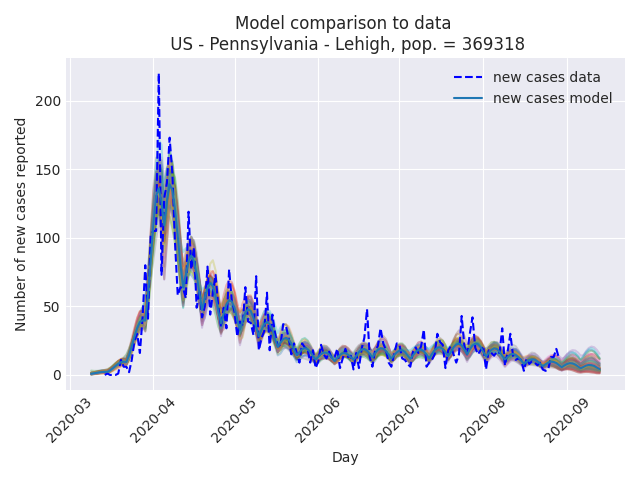 Model comparison to data
US - Pennsylvania - Lehigh, pop. = 369318
new cases data
new cases model
Number of new cases reported
200
150
100
50
0
2020-03
2020-04
2020-05
2020-06
2020-07
2020-08
2020-09
Day